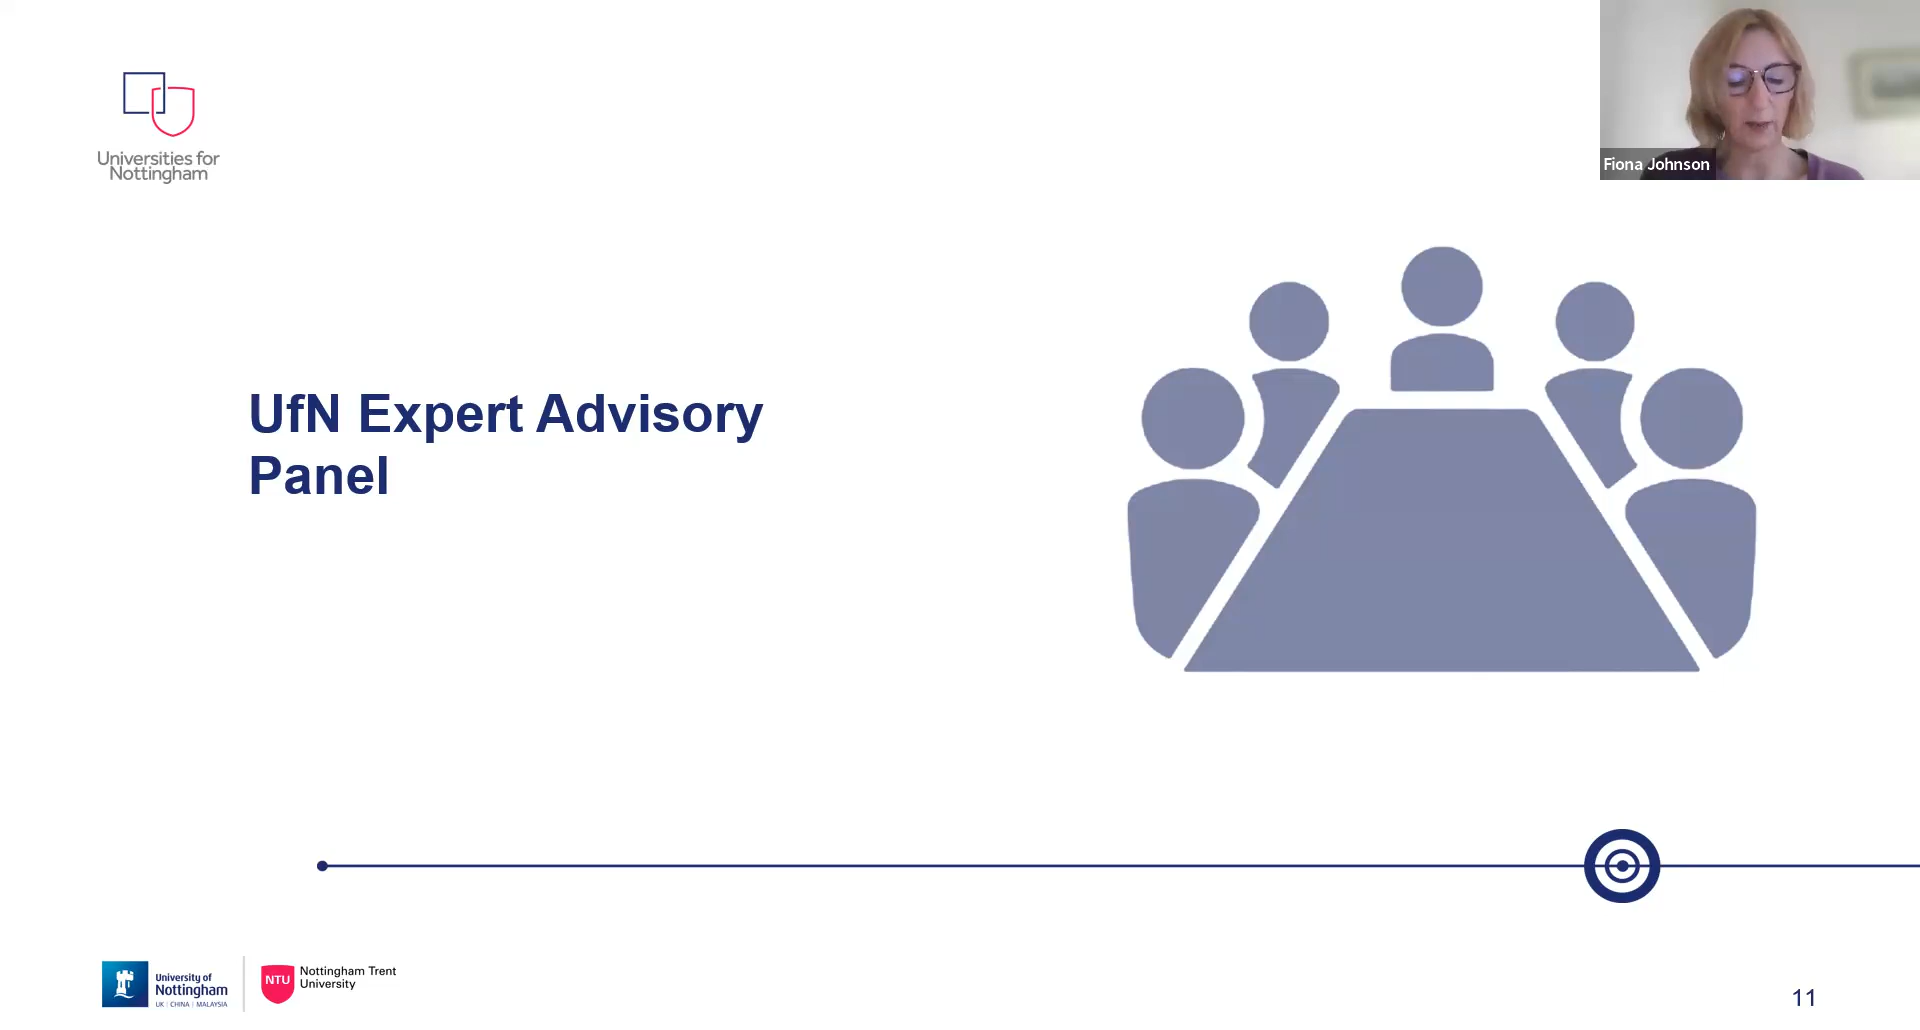 Universities for
Nottingham
Fiona Johnson
UfN Expert Advisory
Panel
University of
Nottingham
UK | CHINA | MALAYSIA
NTU
Nottingham Trent
University
11